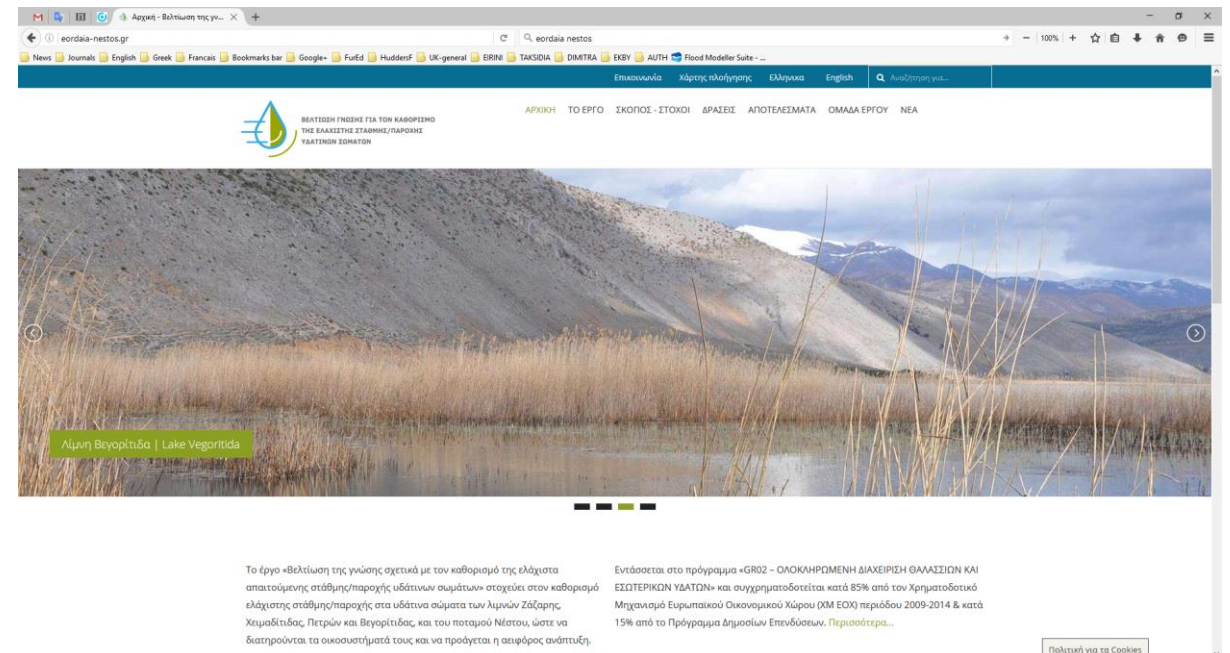 Αρχική - Βελτίωση της γν...
eordaia-nestos.gr
eordaia nestos
100%
News Journals English Greek Francais Bookmarks bar Google+ FurEd HuddersF UK-general EIRINI TAKSIDIA DIMITRA EKBY AUTH Flood Modeller Suite - ...
Επικοινωνία Χάρτης πλοήγησης Ελληνικα English Αναζήτηση για...
ΑΡΧΙΚΗ ΤΟ ΕΡΓΟ ΣΚΟΠΟΣ - ΣΤΟΧΟΙ ΔΡΑΣΕΙΣ ΑΠΟΤΕΛΕΣΜΑΤΑ ΟΜΑΔΑ ΕΡΓΟΥ ΝΕΑ
ΒΕΛΤΙΩΣΗ ΓΝΩΣΗΣ ΓΙΑ ΤΟΝ ΚΑΘΟΡΙΣΜΟ
ΤΗΣ ΕΛΑΧΙΣΤΗΣ ΣΤΑΘΜΗΣ/ΠΑΡΟΧΗΣ
ΥΔΑΤΙΝΩΝ ΣΩΜΑΤΩΝ
Λίμνη Βεγορίτιδα | Lake Vegoritida
Το έργο «Βελτίωση της γνώσης σχετικά με τον καθορισμό της ελάχιστα
απαιτούμενης στάθμης/παροχής υδάτινων σωμάτων» στοχεύει στον καθορισμό
ελάχιστης στάθμης/παροχής στα υδάτινα σώματα των λιμνών Ζάζαρης,
Χειμαδίτιδας, Πετρών και Βεγορίτιδας, και του ποταμού Νέστου, ώστε να
διατηρούνται τα οικοσυστήματά τους και να προάγεται η αειφόρος ανάπτυξη.
Εντάσσεται στο πρόγραμμα «GR02 – ΟΛΟΚΛΗΡΩΜΕΝΗ ΔΙΑΧΕΙΡΙΣΗ ΘΑΛΑΣΣΙΩΝ ΚΑΙ
ΕΣΩΤΕΡΙΚΩΝ ΥΔΑΤΩΝ» και συγχρηματοδοτείται κατά 85% από τον Χρηματοδοτικό
Μηχανισμό Ευρωπαϊκού Οικονομικού Χώρου (ΧΜ ΕΟΧ) περιόδου 2009-2014 & κατά
15% από το Πρόγραμμα Δημοσίων Επενδύσεων. Περισσότερα...
Πολιτική για τα Cookies